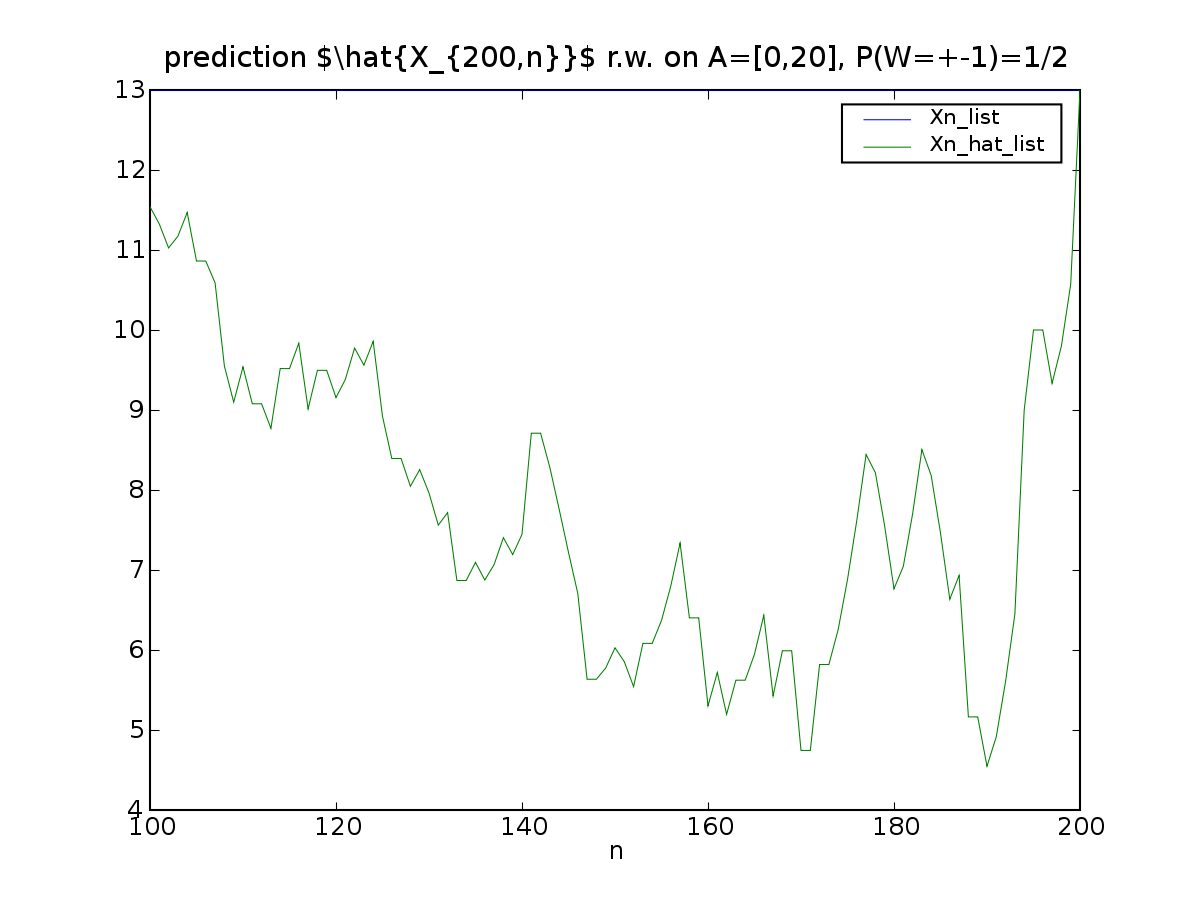 prediction $\hat{X_{200,n}}$ r.w. on A=[0,20], P(W=+-1)=1/2
13
Xn_list
Xn_hat_list
12
11
10
9
8
7
6
5
4
100 120 140 160 180 200
n